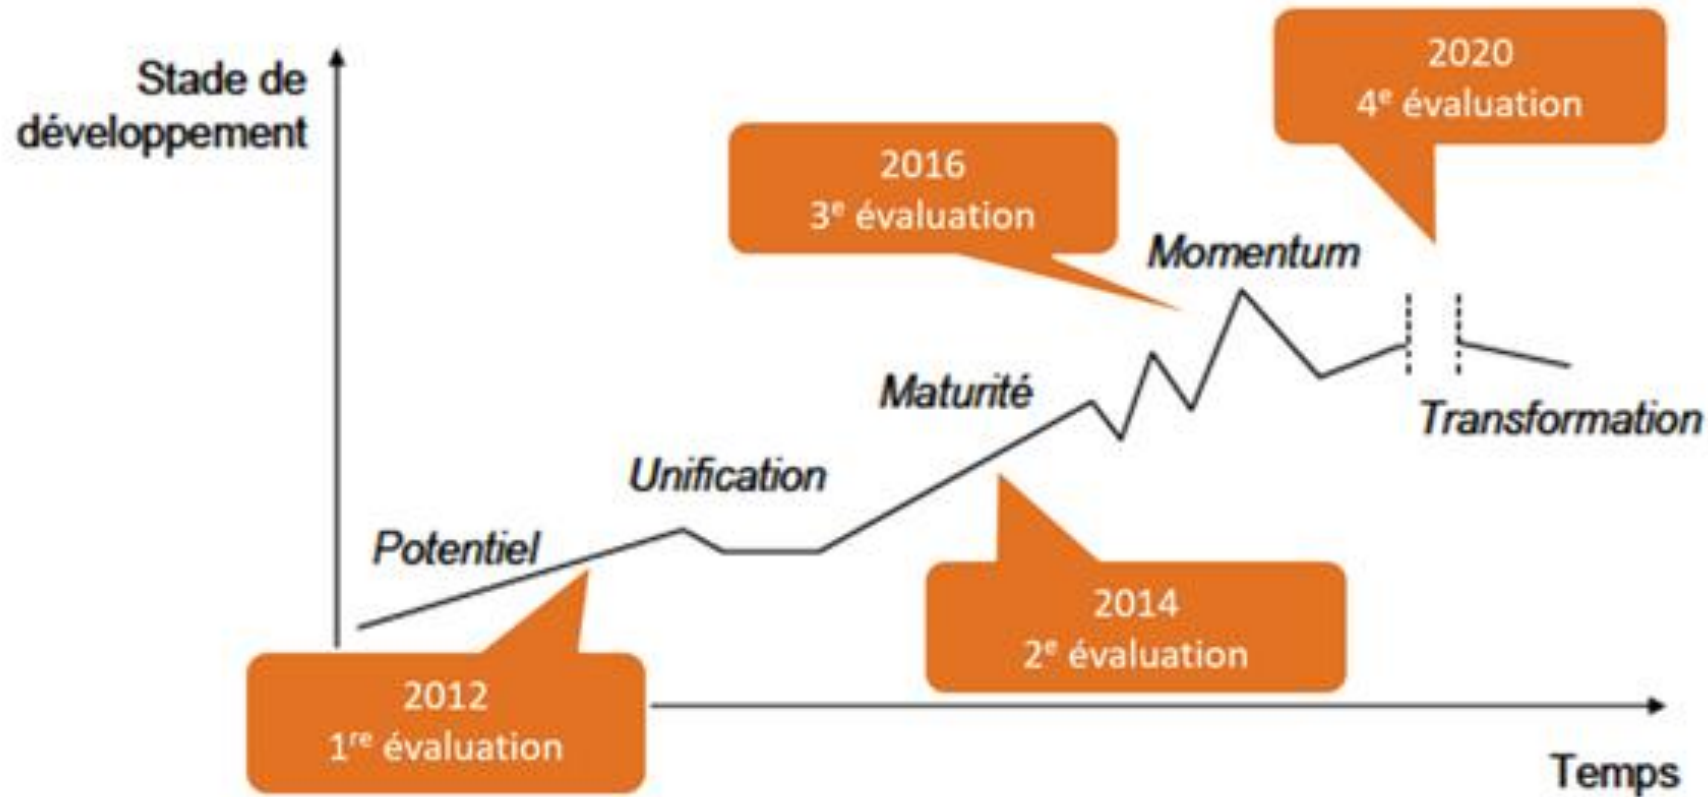 Stade de
développement
2020
4e évaluation
2016
3e évaluation
Momentum
Maturité
Transformation
Unification
Potentiel
2014
2e évaluation
2012
1re évaluation
Temps